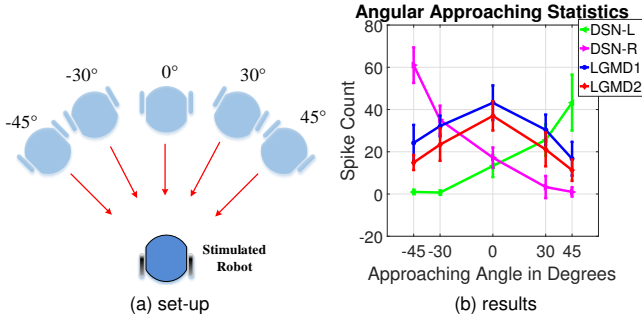 -45°
-30°
0°
30°
45°
Stimulated
Robot
(a) set-up
Angular Approaching Statistics
DSN-L
DSN-R
LGMD1
LGMD2
Spike Count
80
60
40
20
0
-20
-45 -30 0 30 45
Approaching Angle in Degrees
(b) results